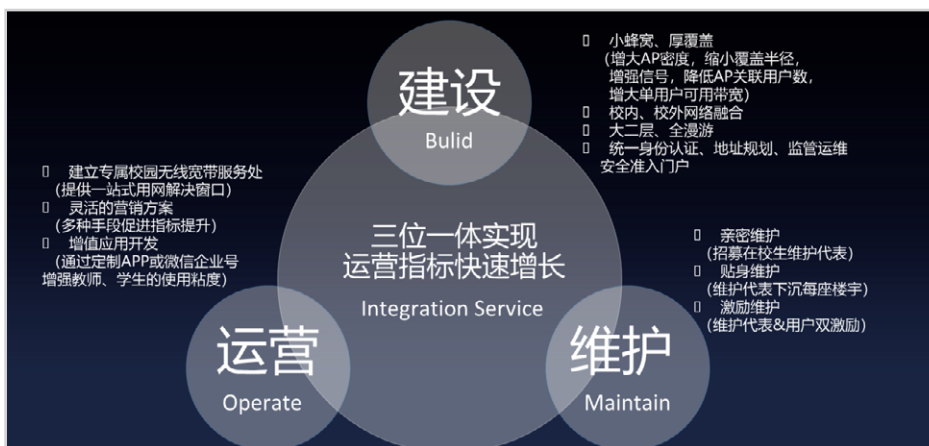 建设
Bulid
小蜂窝、厚覆盖
(增大AP密度，缩小覆盖半径，
增强信号，降低AP关联用户数，
增大单用户可用带宽)
校内、校外网络融合
大二层、全漫游
统一身份认证、地址规划、监管运维
安全准入门户
建立专属校园无线宽带服务处
(提供一站式用网解决窗口)
灵活的营销方案
(多种手段促进指标提升)
增值应用开发
(通过定制APP或微信企业号
增强教师、学生的使用粘度)
三位一体实现
运营指标快速增长
Integration Service
亲密维护
(招募在校生维护代表)
贴身维护
(维护代表下沉每座楼宇)
激励维护
(维护代表&用户双激励)
运营
Operate
维护
Maintain